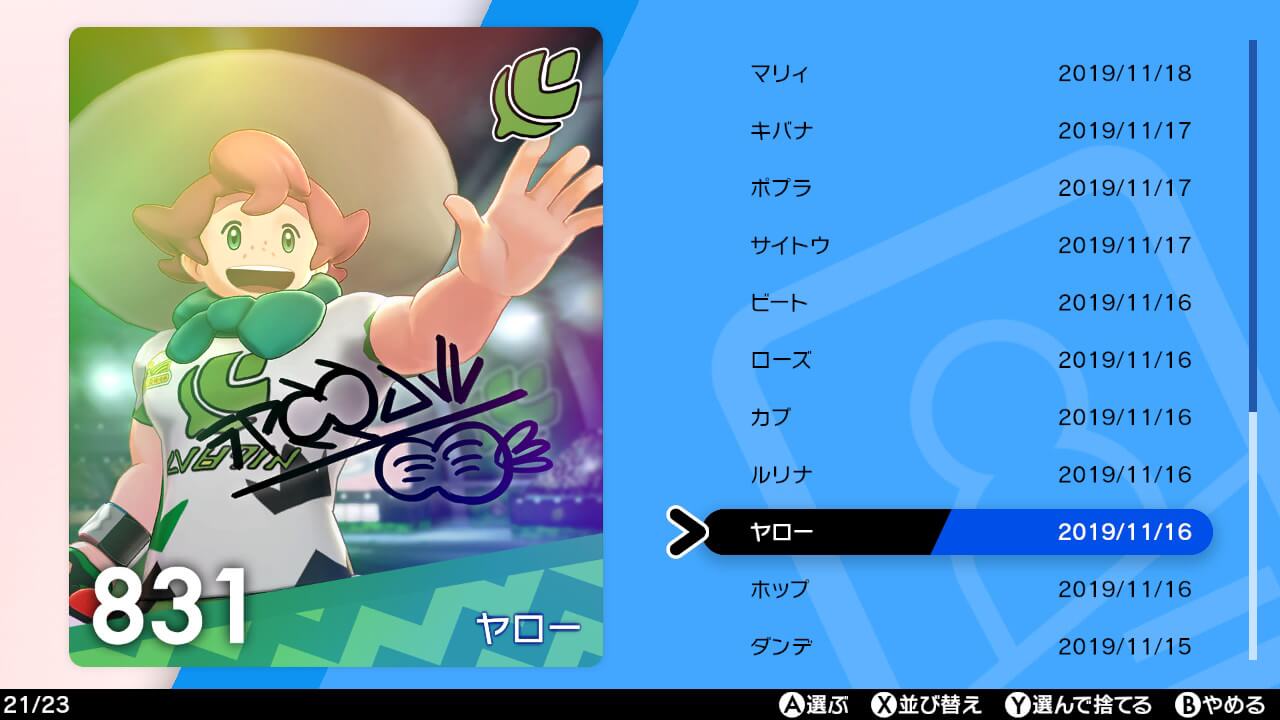 831
ヤロー
マリィ 2019/11/18
キバナ 2019/11/17
ポプラ 2019/11/17
サイトウ 2019/11/17
ビート 2019/11/16
ローズ 2019/11/16
カブ 2019/11/16
ルリナ 2019/11/16
ヤロー 2019/11/16
ホップ 2019/11/16
ダンデ 2019/11/15
21/23
A選ぶ X並び替え Y選んで捨てる Bやめる